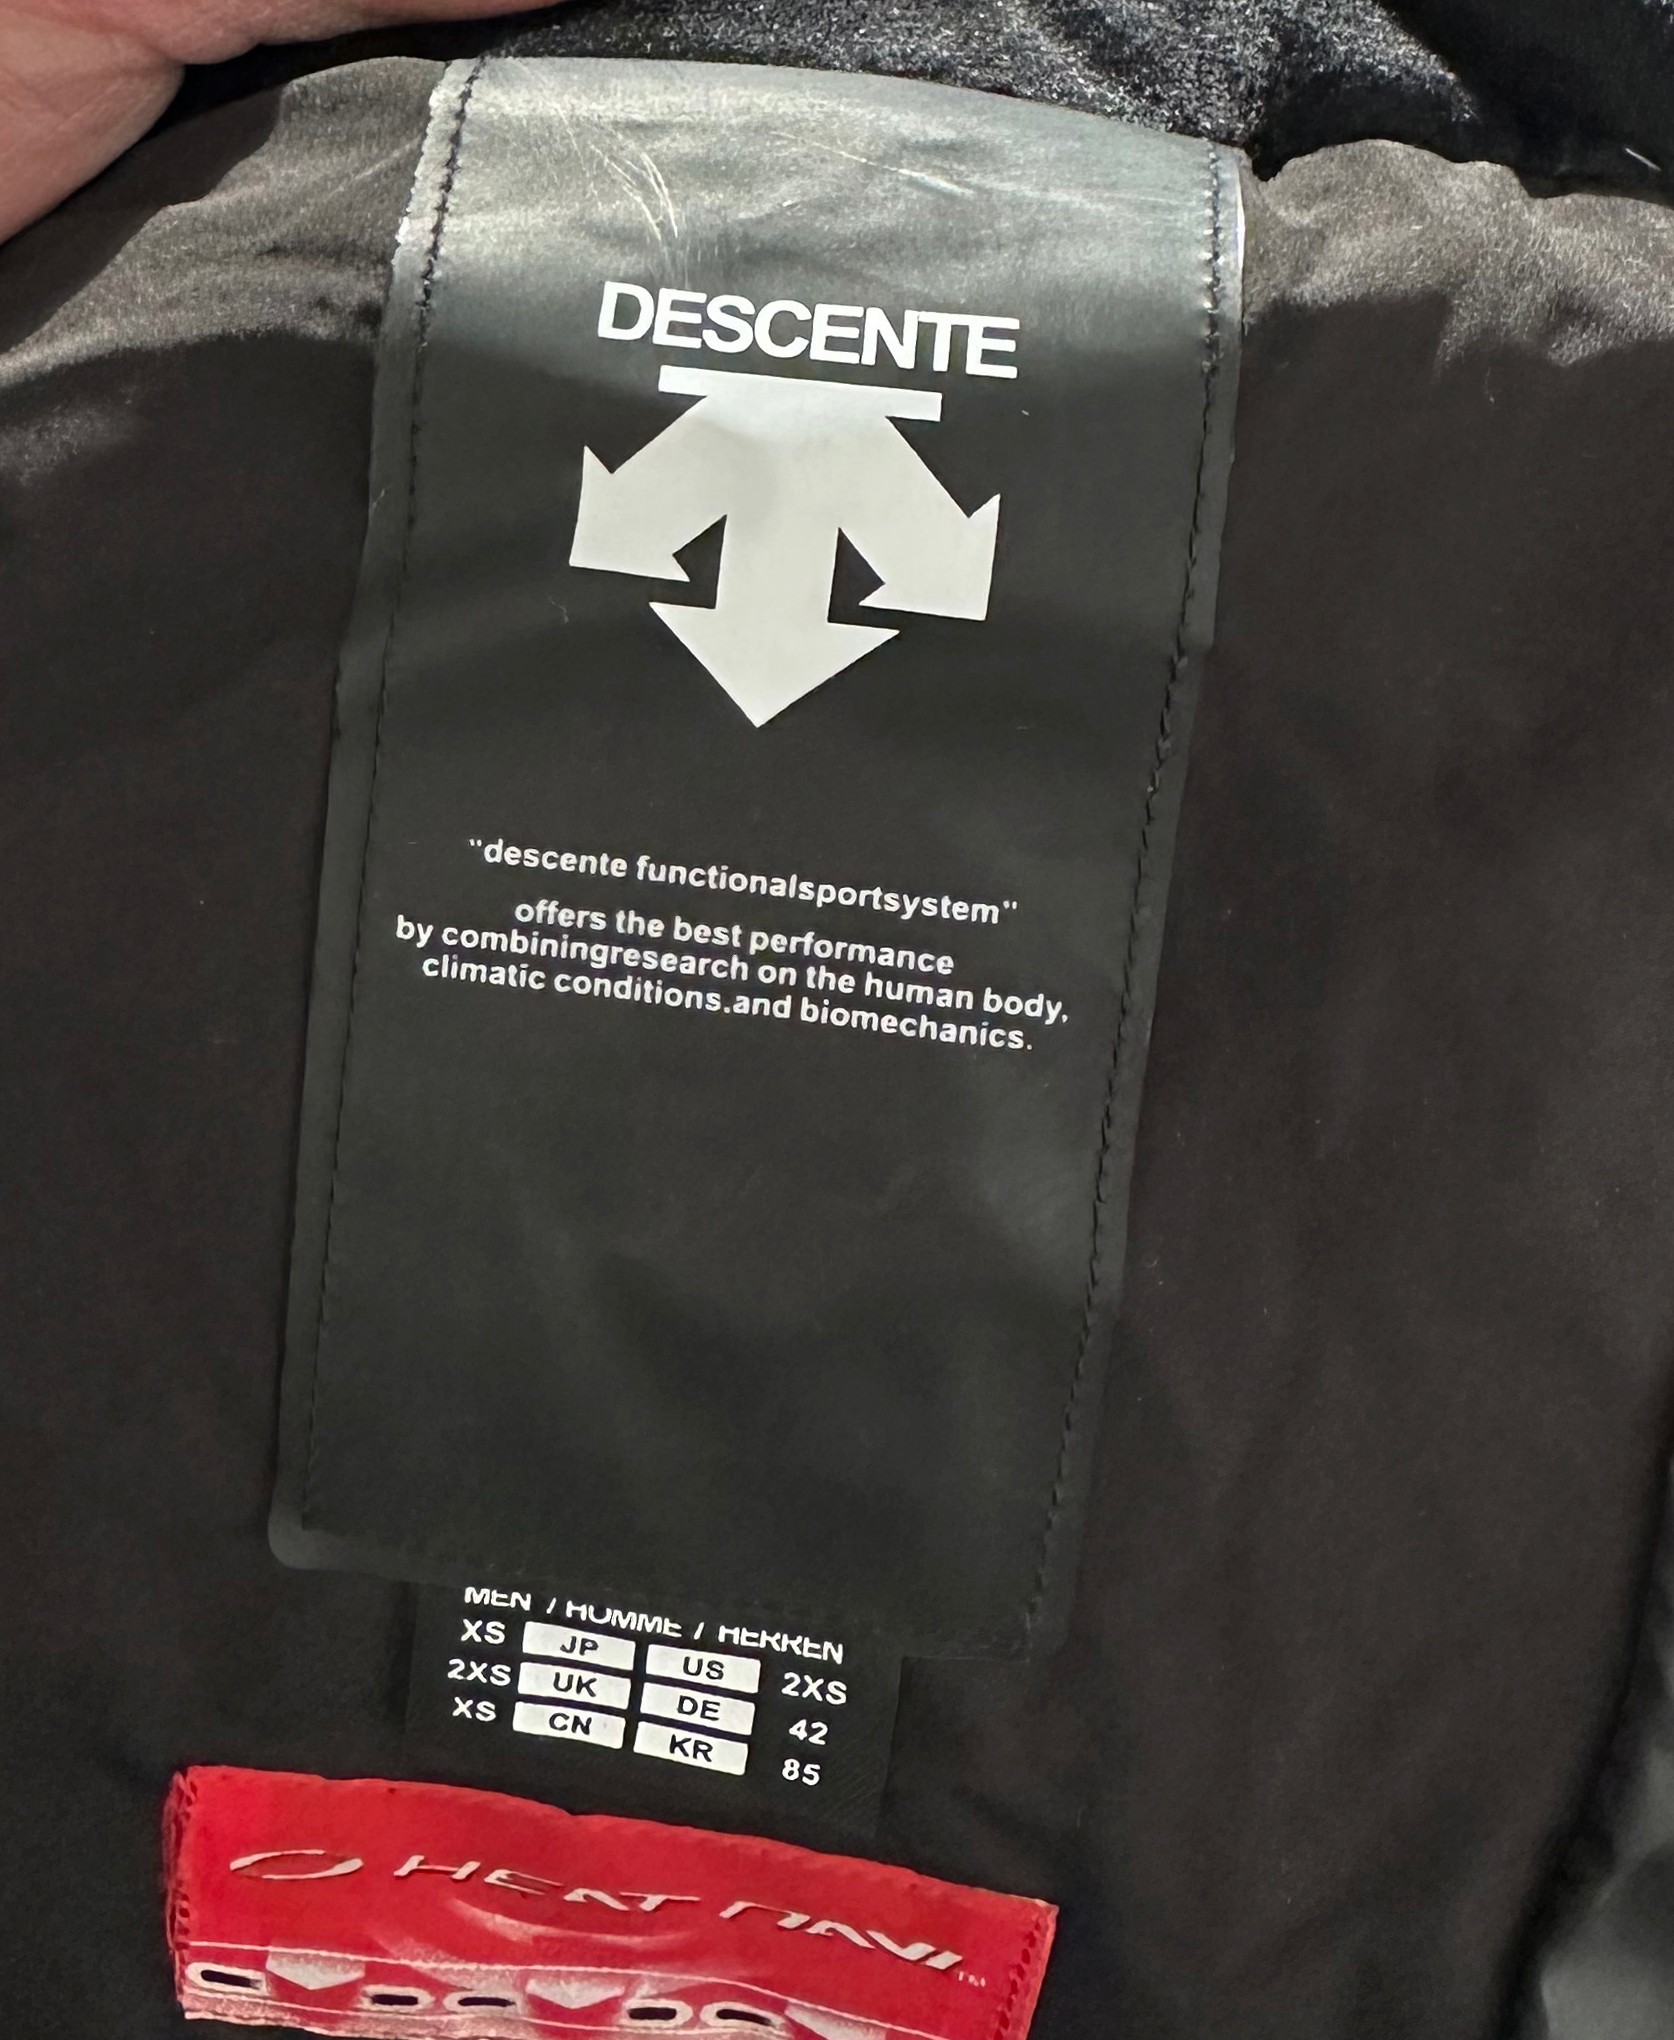 DESCENTE
"descente functionalsportsystem"
offers the best performance
by combiningresearch on the human body,
climatic conditions.and biomechanics.
MEN / HOMME / HERREN
XS JP US 2XS
2XS UK DE 42
XS CN KR 85
HEAT NAVI™